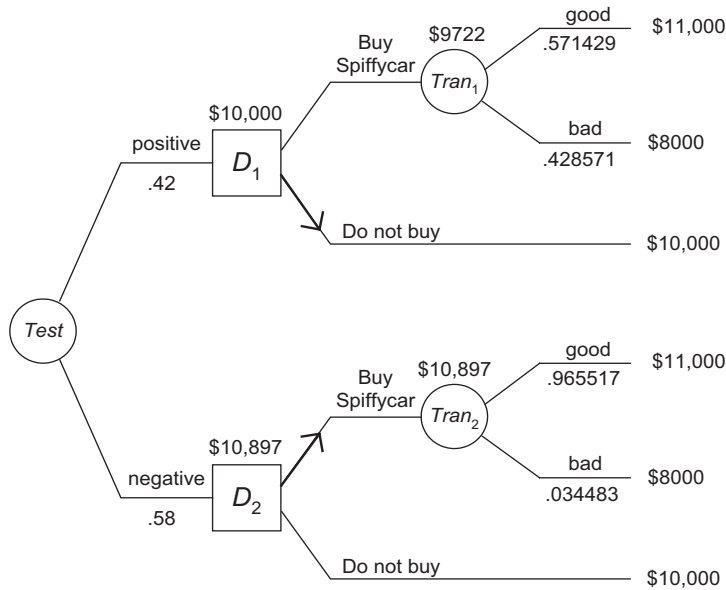 good
$9722
$11,000
Buy
.571429
Spiffycar
Tran1
$10,000
bad
positive
$8000
D1
.428571
.42
Do not buy
$10,000
Test
good
$10,897
$11,000
Buy
.965517
Spiffycar
Tran2
$10,897
bad
negative
$8000
D2
.034483
.58
Do not buy
$10,000